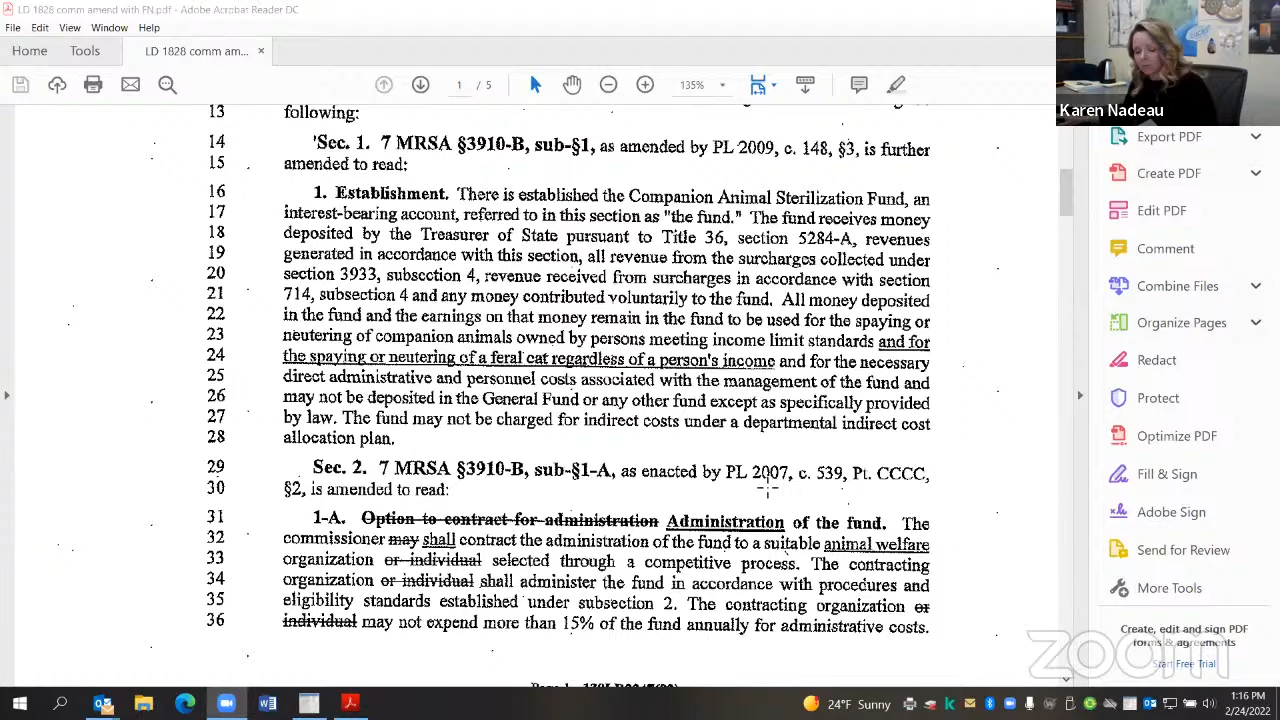 LD 1828 comm amend with FN.pdf - Adobe Acrobat Reader DC
File Edit View Window Help
Home Tools LD 1828 comm am... ×
1 / 5 135%
Karen Nadeau
13 following:
14 'Sec. 1. 7 MRSA §3910-B, sub-§1, as amended by PL 2009, c. 148, §3, is further
15 amended to read:
16 1. Establishment. There is established the Companion Animal Sterilization Fund, an
17 interest-bearing account, referred to in this section as "the fund." The fund receives money
18 deposited by the Treasurer of State pursuant to Title 36, section 5284-A, revenues
19 generated in accordance with this section, all revenue from the surcharges collected under
20 section 3933, subsection 4, revenue received from surcharges in accordance with section
21 714, subsection 4 and any money contributed voluntarily to the fund. All money deposited
22 in the fund and the earnings on that money remain in the fund to be used for the spaying or
23 neutering of companion animals owned by persons meeting income limit standards and for
24 the spaying or neutering of a feral cat regardless of a person's income and for the necessary
25 direct administrative and personnel costs associated with the management of the fund and
26 may not be deposited in the General Fund or any other fund except as specifically provided
27 by law. The fund may not be charged for indirect costs under a departmental indirect cost
28 allocation plan.
29 Sec. 2. 7 MRSA §3910-B, sub-§1-A, as enacted by PL 2007, c. 539, Pt. CCCC,
30 §2, is amended to read:
31 1-A. Option to contract for administration Administration of the fund. The
32 commissioner may shall contract the administration of the fund to a suitable animal welfare
33 organization or individual selected through a competitive process. The contracting
34 organization or individual shall administer the fund in accordance with procedures and
35 eligibility standards established under subsection 2. The contracting organization or
36 individual may not expend more than 15% of the fund annually for administrative costs.
Export PDF
Create PDF
Edit PDF
Comment
Combine Files
Organize Pages
Redact
Protect
Optimize PDF
Fill & Sign
Adobe Sign
Send for Review
More Tools
Create, edit and sign PDF
forms & agreements
Start Free Trial
zoom
24°F Sunny
1:16 PM
2/24/2022